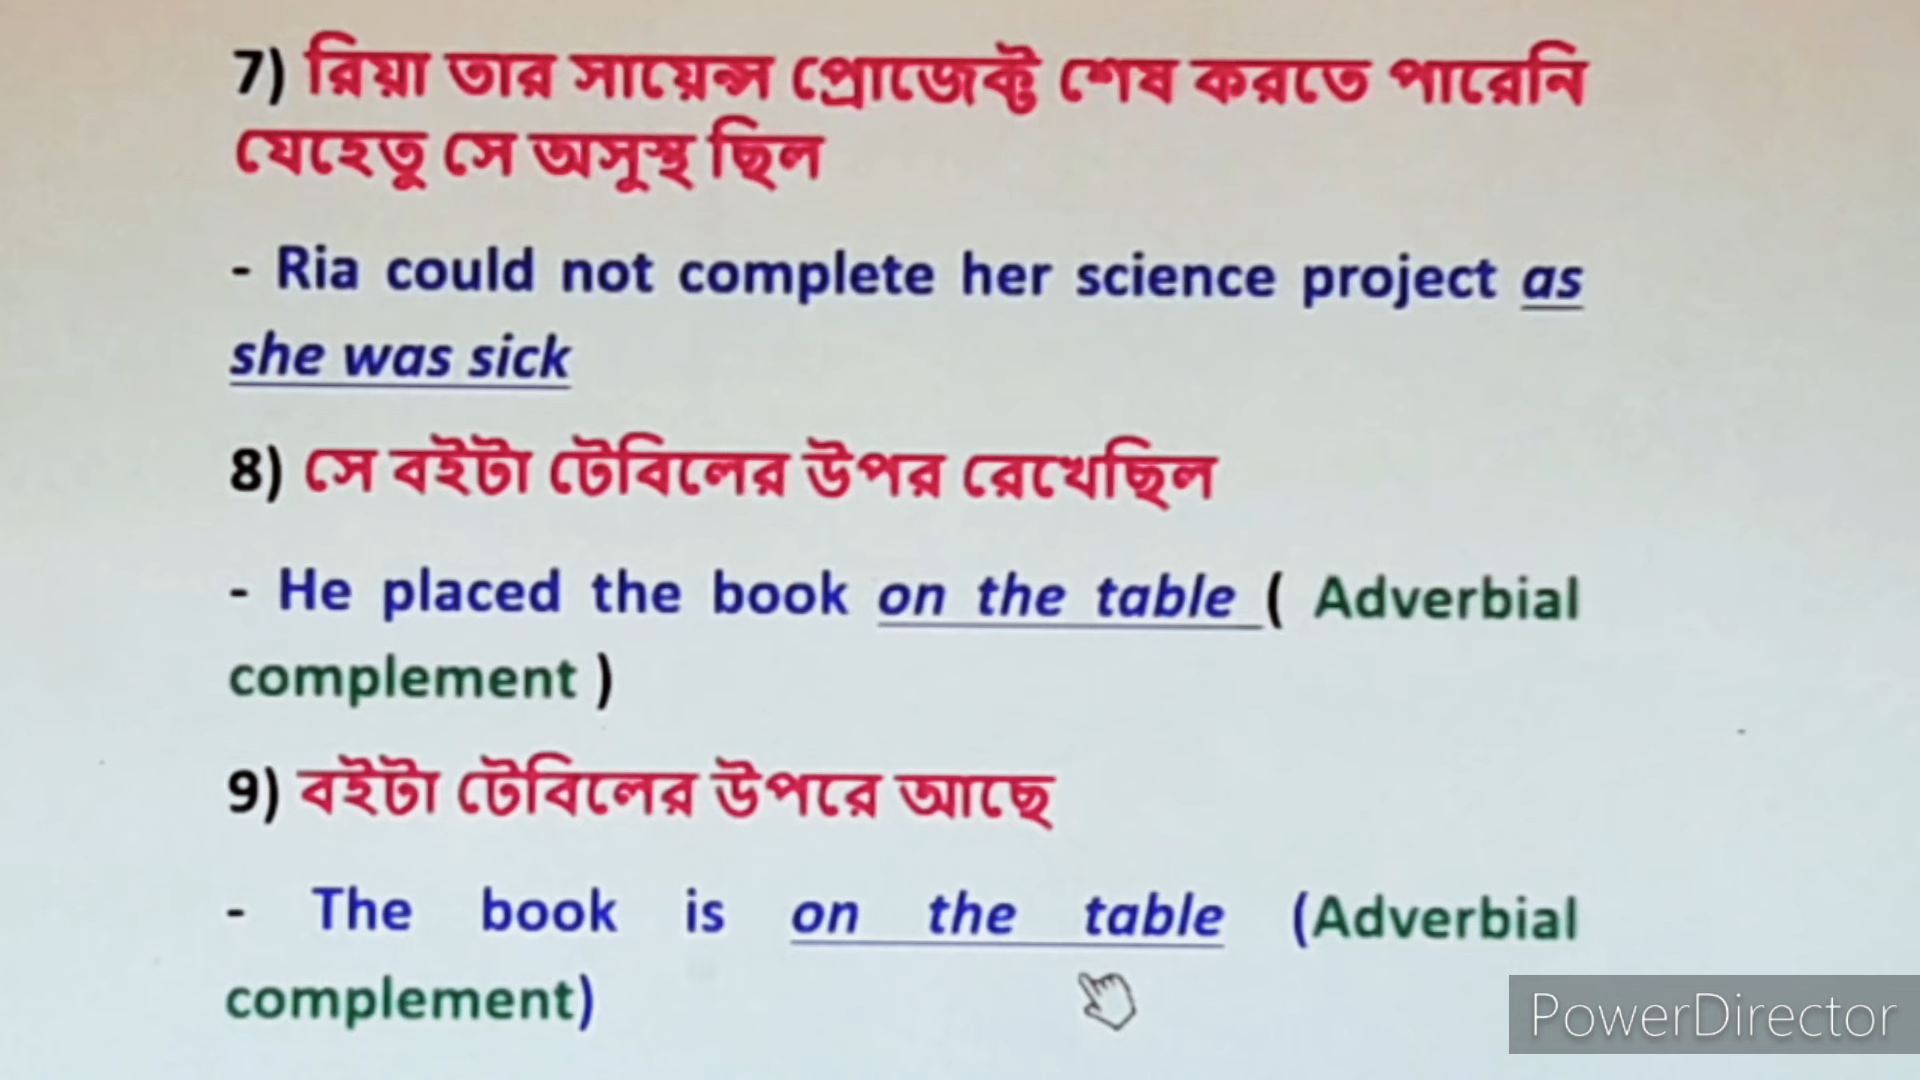 7) রিয়া তার সায়েন্স প্রোজেক্ট শেষ করতে পারেনি
যেহেতু সে অসুস্থ ছিল
- Ria could not complete her science project as
she was sick
8) সে বইটা টেবিলের উপর রেখেছিল
- He placed the book on the table ( Adverbial
complement )
9) বইটা টেবিলের উপরে আছে
- The book is on the table (Adverbial
complement)
PowerDirector